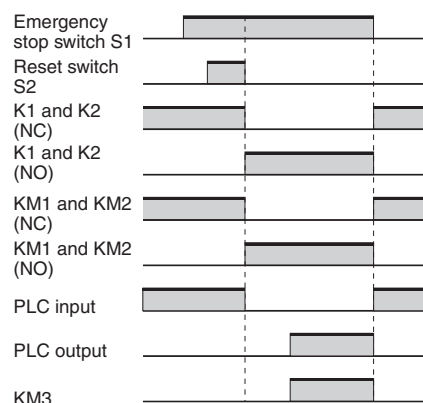 Emergency
stop switch S1
Reset switch
S2
K1 and K2
(NC)
K1 and K2
(NO)
KM1 and KM2
(NC)
KM1 and KM2
(NO)
PLC input
PLC output
KM3